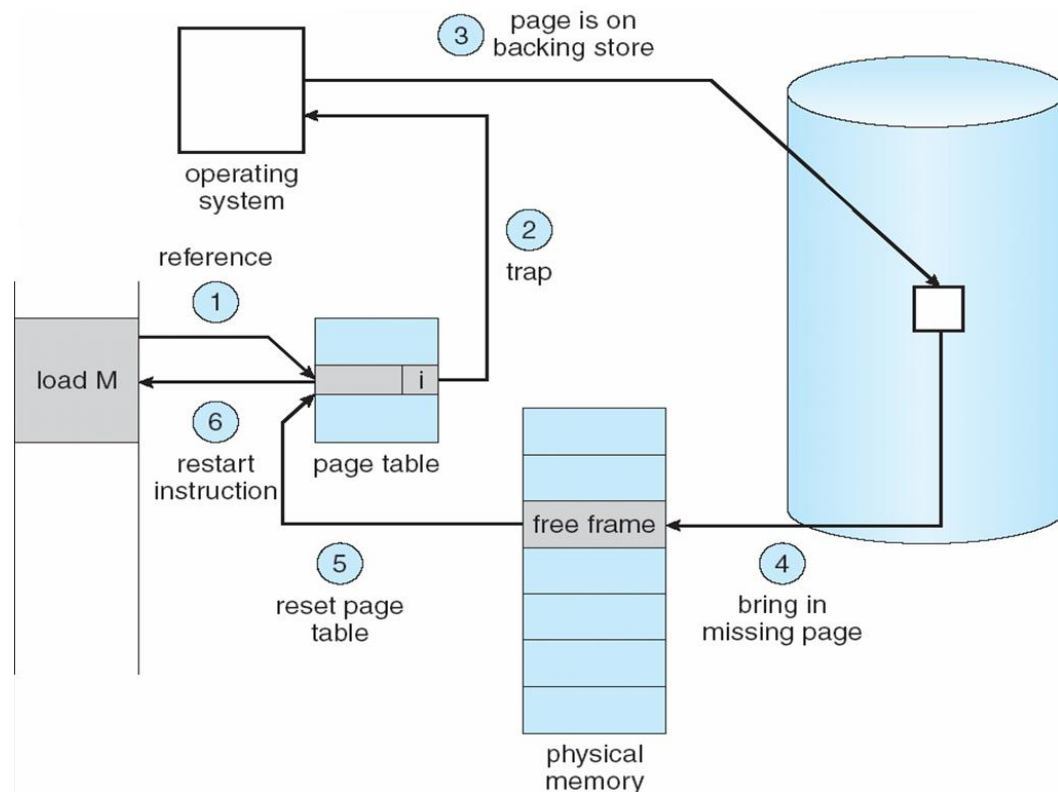 3
page is on
backing store
operating
system
2
trap
reference
1
load M
i
6
restart
instruction
page table
free frame
5
reset page
table
4
bring in
missing page
physical
memory